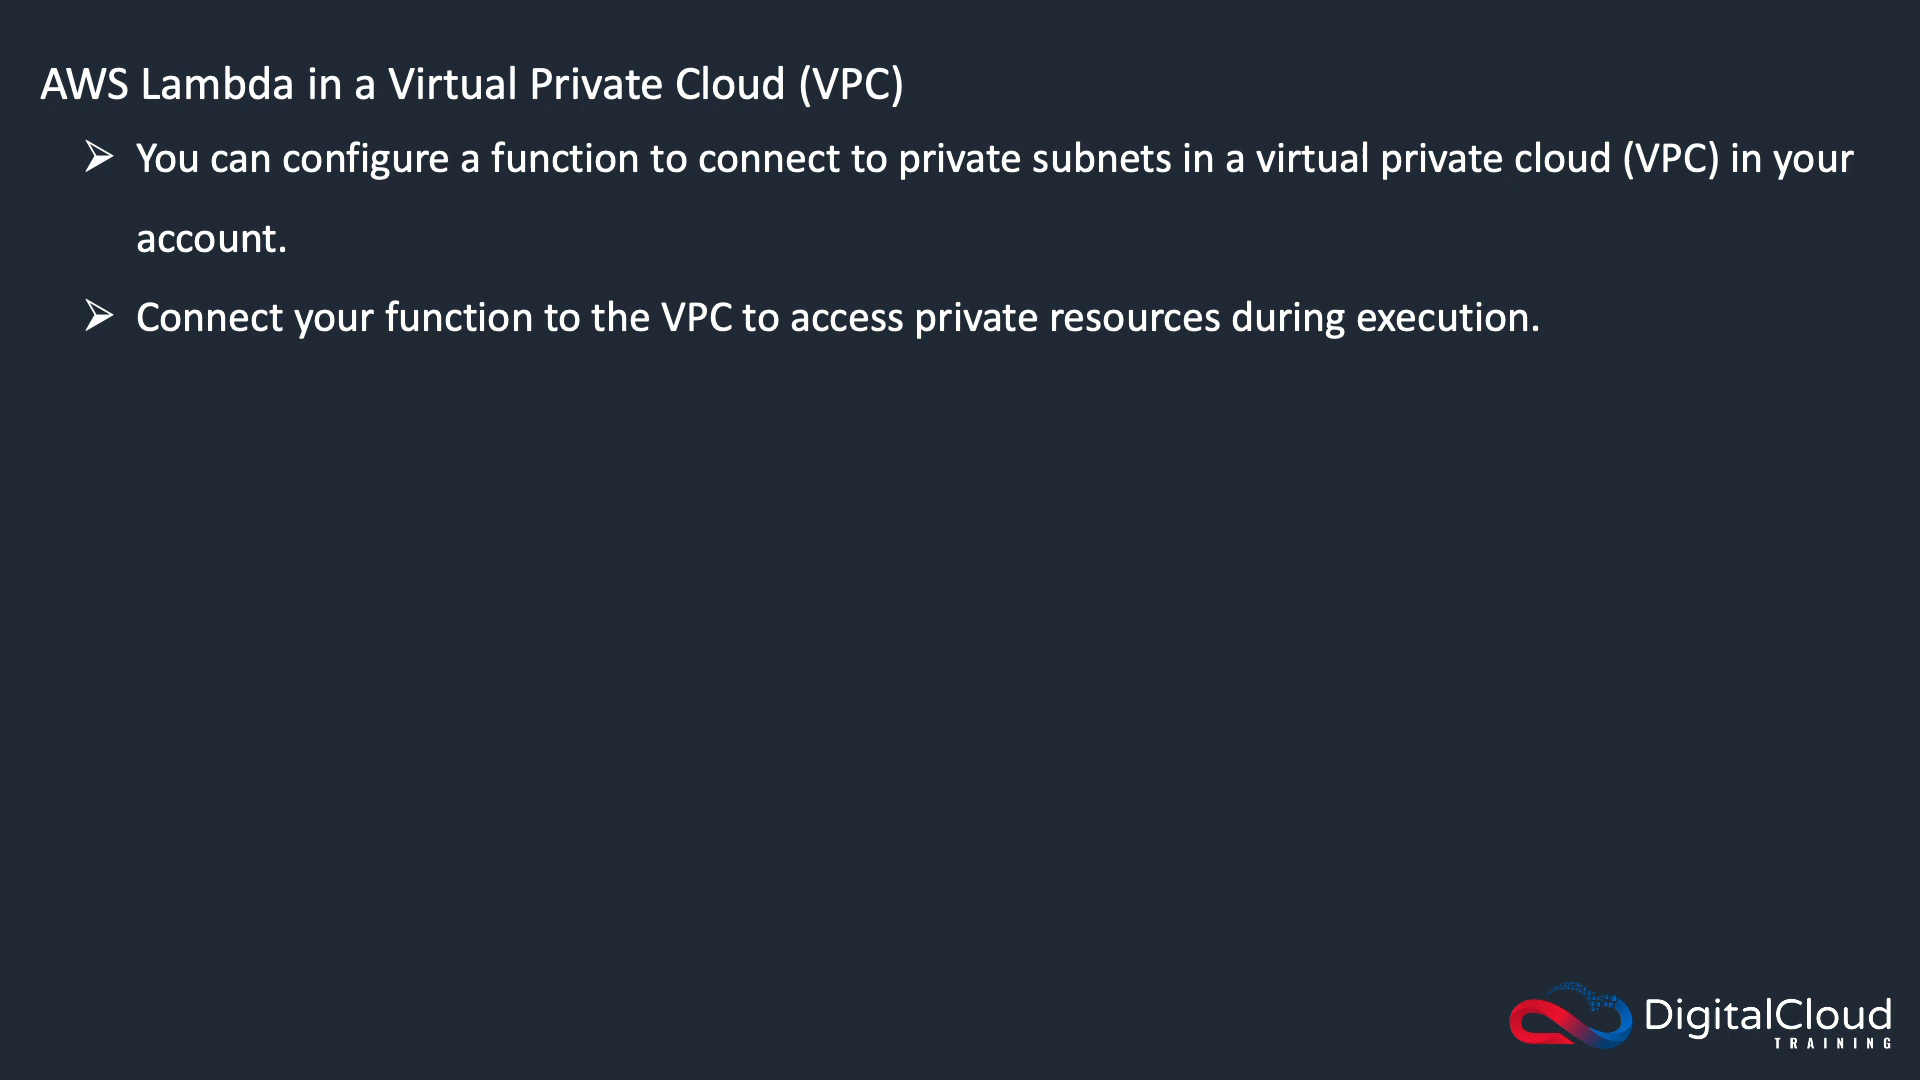 AWS Lambda in a Virtual Private Cloud (VPC)
➢ You can configure a function to connect to private subnets in a virtual private cloud (VPC) in your
account.
➢ Connect your function to the VPC to access private resources during execution.
DigitalCloud
TRAINING